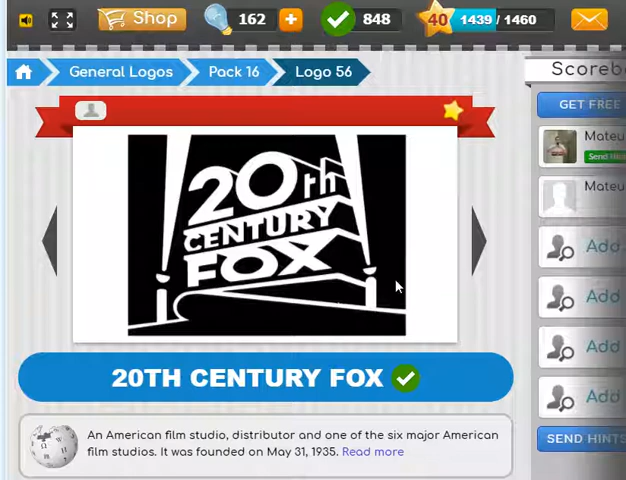 Shop
162
848
40
1439 / 1460
General Logos
Pack 16
Logo 56
Scoreb
GET FREE
20th
CENTURY
FOX
Mateu
Send
Mateu
Add
Add
Add
Add
20TH CENTURY FOX
An American film studio, distributor and one of the six major American
film studios. It was founded on May 31, 1935. Read more
SEND HINTS